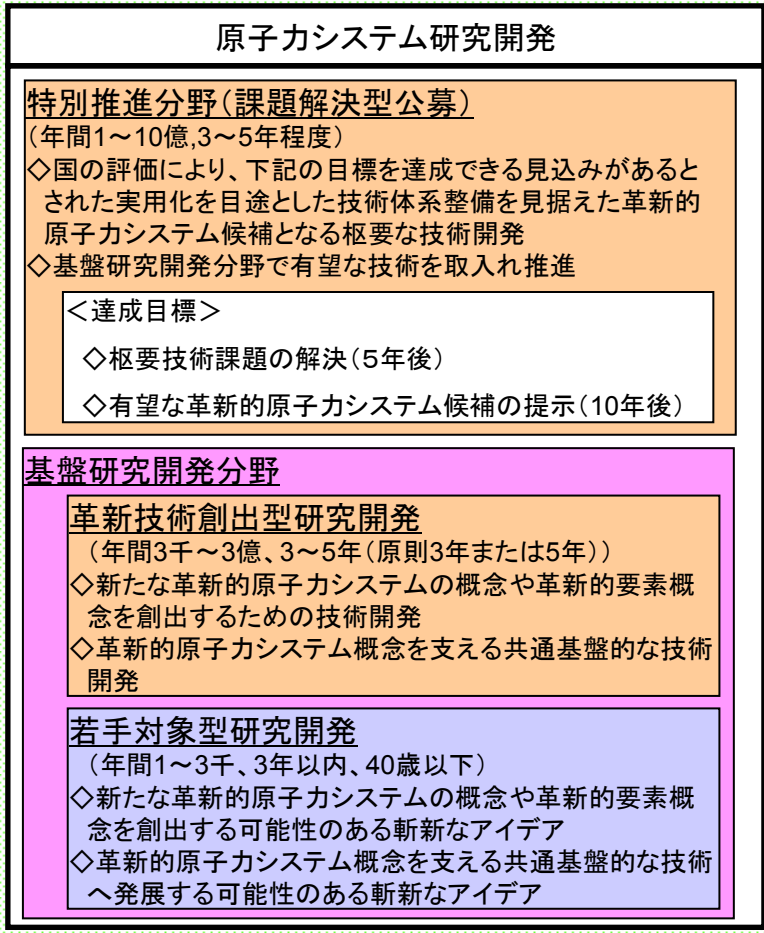 原子力システム研究開発
特別推進分野（課題解決型公募）
（年間1～10億,3～5年程度）
◇国の評価により、下記の目標を達成できる見込みがあると
された実用化を目途とした技術体系整備を見据えた革新的
原子力システム候補となる枢要な技術開発
◇基盤研究開発分野で有望な技術を取入れ推進
＜達成目標＞
◇枢要技術課題の解決（５年後）
◇有望な革新的原子力システム候補の提示（10年後）
基盤研究開発分野
革新技術創出型研究開発
（年間3千～3億、3～5年（原則3年または5年））
◇新たな革新的原子力システムの概念や革新的要素概
念を創出するための技術開発
◇革新的原子力システム概念を支える共通基盤的な技術
開発
若手対象型研究開発
（年間1～3千、3年以内、40歳以下）
◇新たな革新的原子力システムの概念や革新的要素概
念を創出する可能性のある斬新なアイデア
◇革新的原子力システム概念を支える共通基盤的な技術
へ発展する可能性のある斬新なアイデア